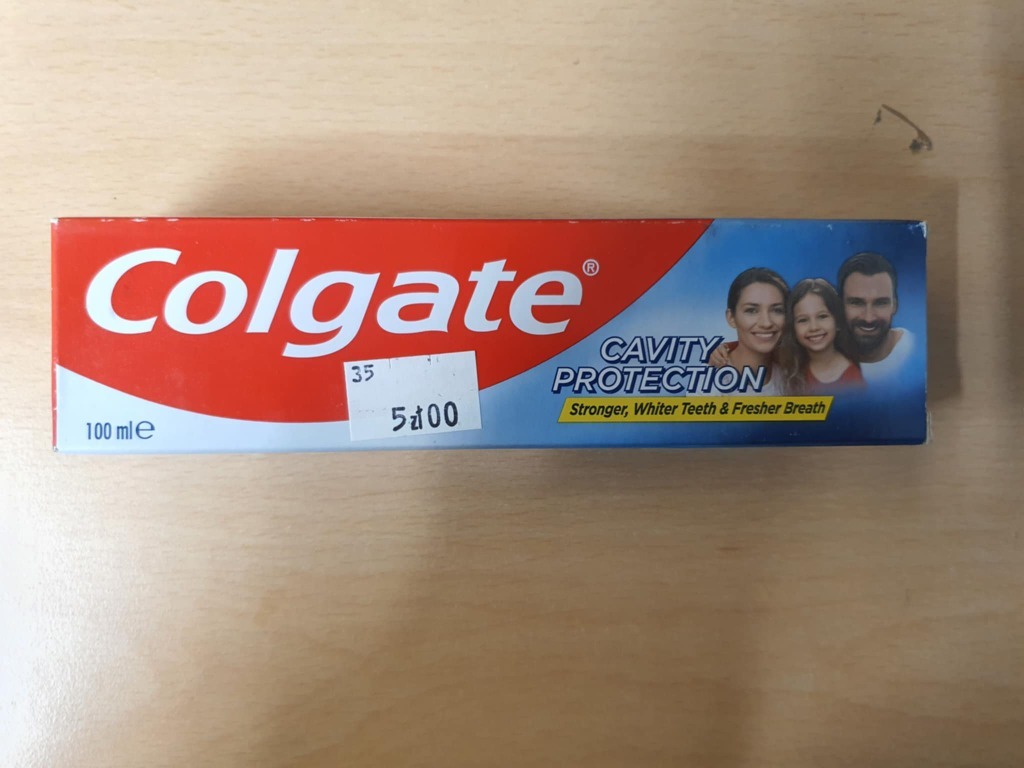 Colgate®
CAVITY
PROTECTION
Stronger, Whiter Teeth & Fresher Breath
35
5zł00
100 ml℮